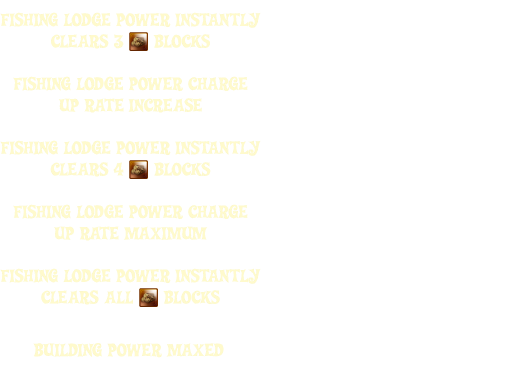 FISHING LODGE POWER INSTANTLY
CLEARS 3 BLOCKS
FISHING LODGE POWER CHARGE
UP RATE INCREASE
FISHING LODGE POWER INSTANTLY
CLEARS 4 BLOCKS
FISHING LODGE POWER CHARGE
UP RATE MAXIMUM
FISHING LODGE POWER INSTANTLY
CLEARS ALL BLOCKS
BUILDING POWER MAXED